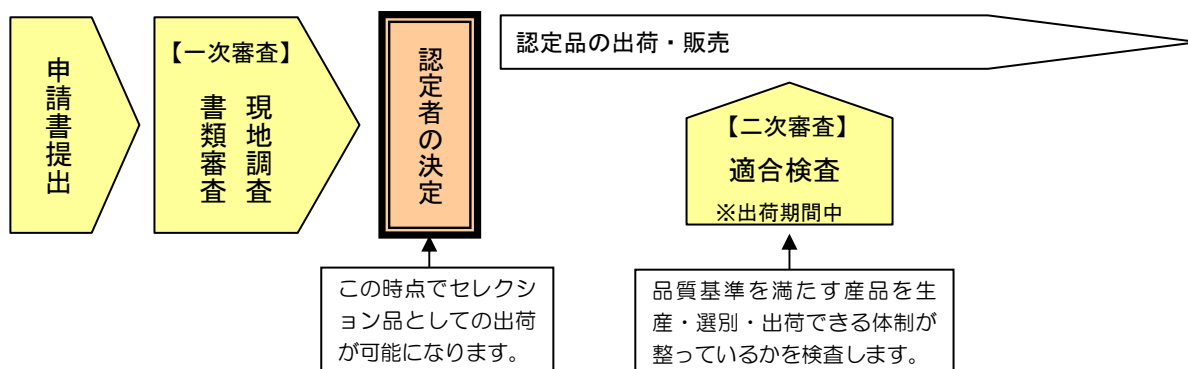 申請書提出
【一次審査】
現地調査
書類審査
認定者の決定
認定品の出荷・販売
【二次審査】
適合検査
※出荷期間中
この時点でセレクシ
ョン品としての出荷
が可能になります。
品質基準を満たす産品を生
産・選別・出荷できる体制が
整っているかを検査します。